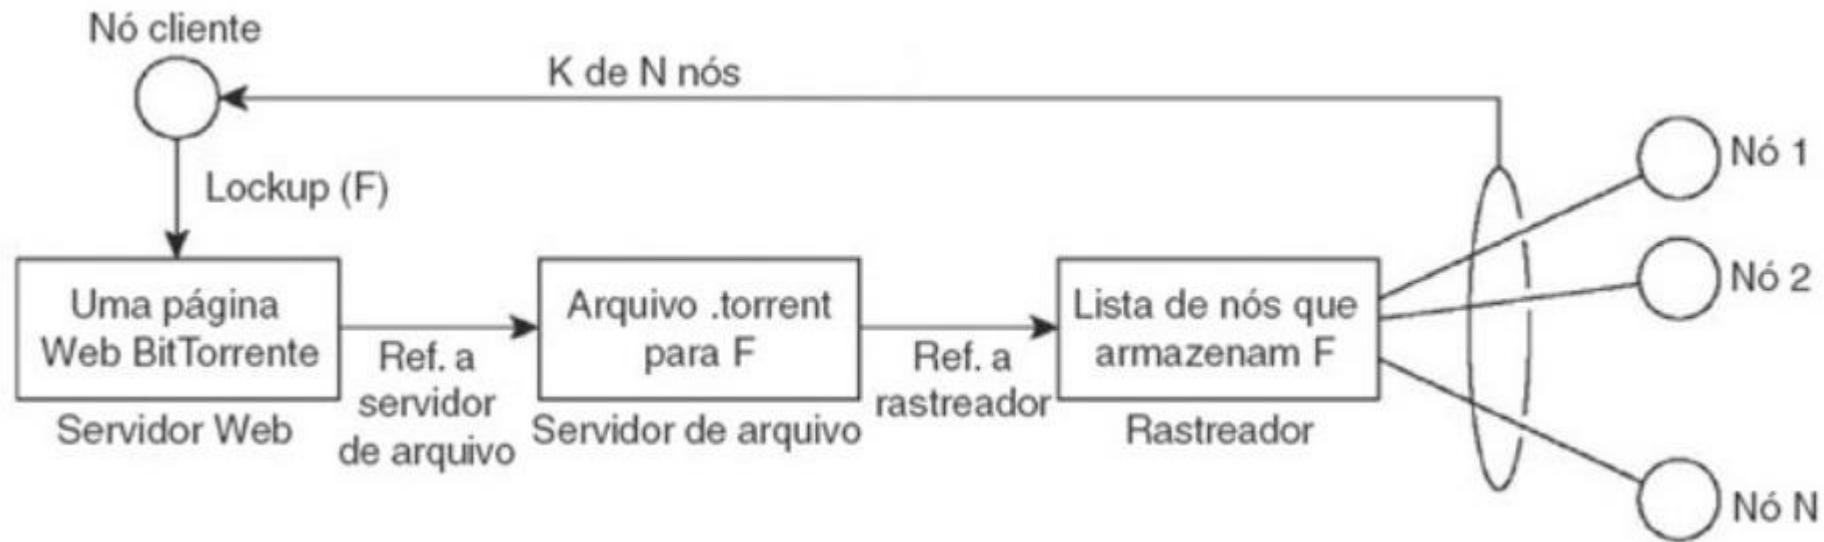 Nó cliente
K de N nós
Lockup (F)
Nó 1
Nó 2
Nó N
Uma página
Web BitTorrente
Servidor Web
Ref. a
servidor
de arquivo
Arquivo .torrent
para F
Servidor de arquivo
Ref. a
rastreador
Lista de nós que
armazenam F
Rastreador